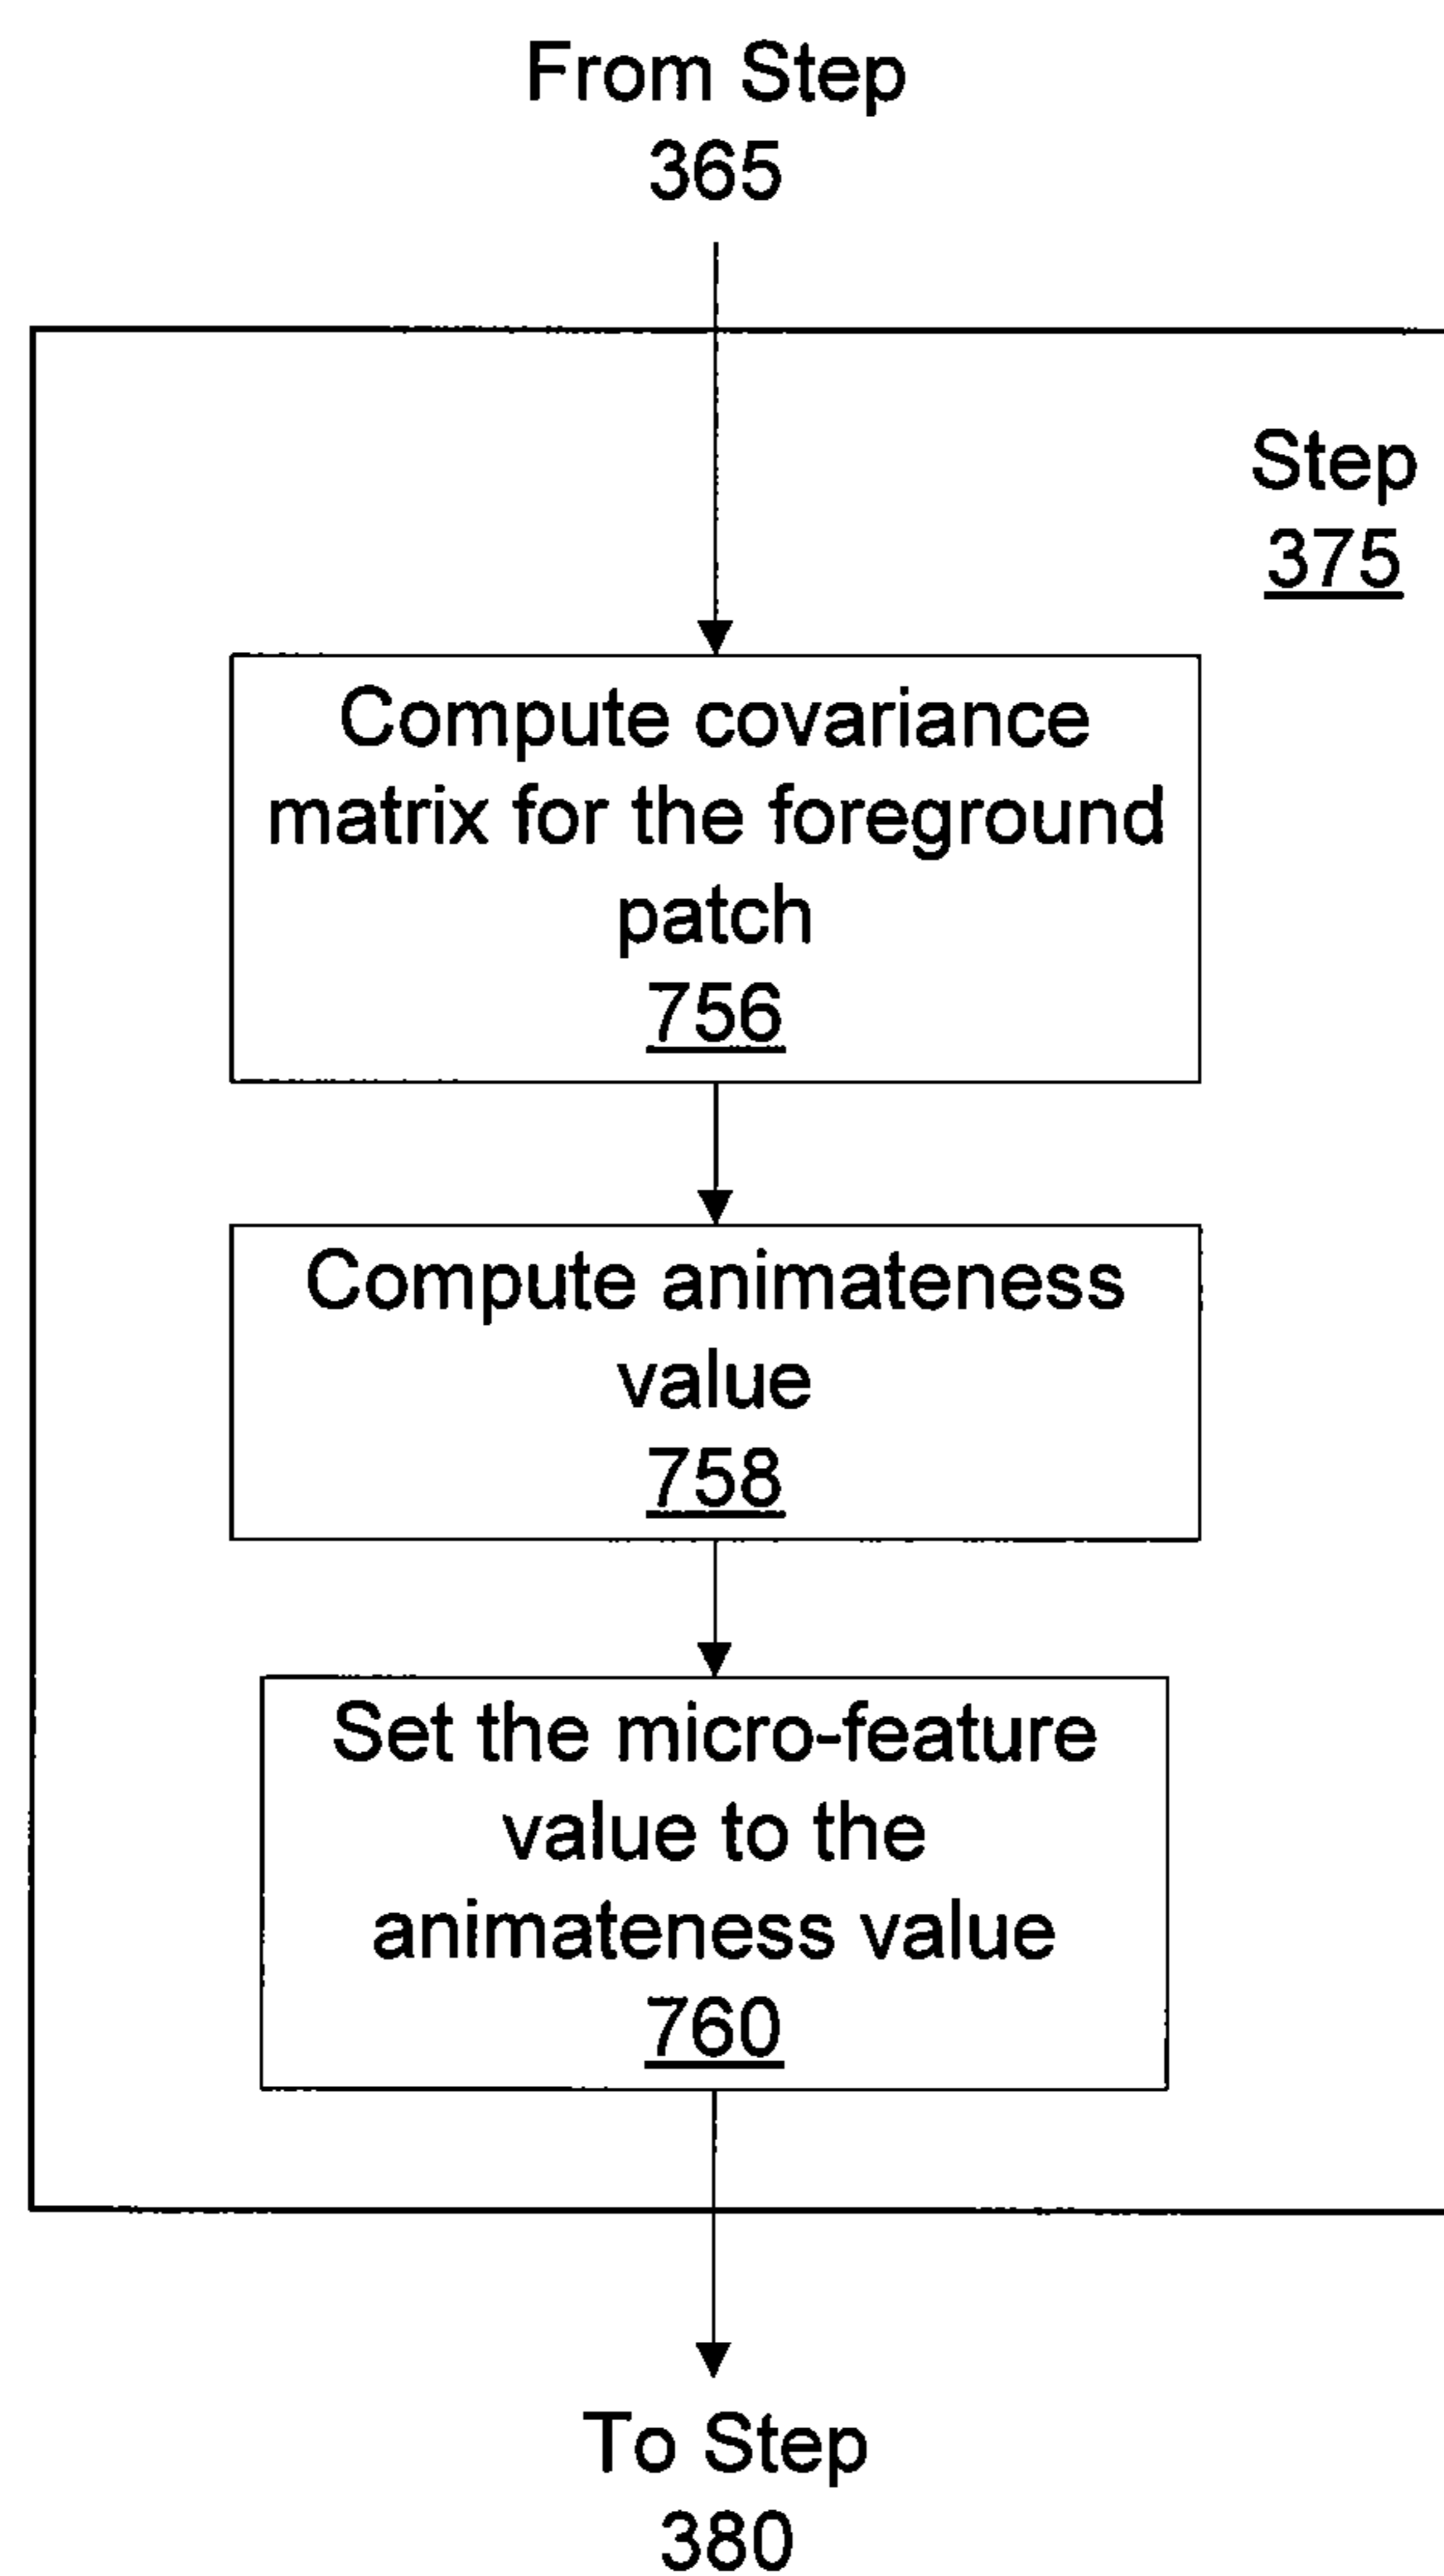 From Step
365
Step
375
Compute covariance
matrix for the foreground
patch
756
Compute animateness
value
758
Set the micro-feature
value to the
animateness value
760
To Step
380